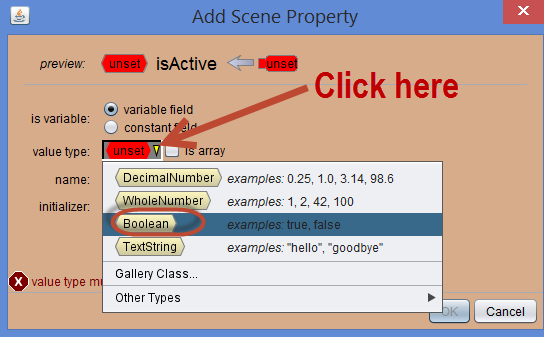 Add Scene Property
preview: unset isActive unset
Click here
is variable: variable field
constant field
value type: unset is array
DecimalNumber examples: 0.25, 1.0, 3.14, 98.6
name:
WholeNumber examples: 1, 2, 42, 100
initializer:
Boolean examples: true, false
TextString examples: "hello", "goodbye"
Gallery Class...
value type mu
Other Types
OK Cancel